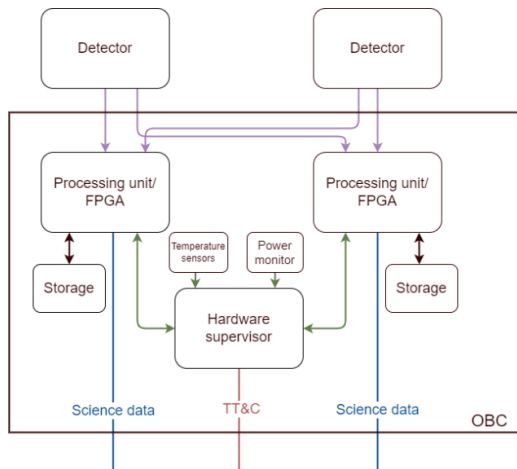 Detector
Detector
Processing unit/
FPGA
Processing unit/
FPGA
Temperature
sensors
Power
monitor
Storage
Storage
Hardware
supervisor
Science data
TT&C
Science data
OBC